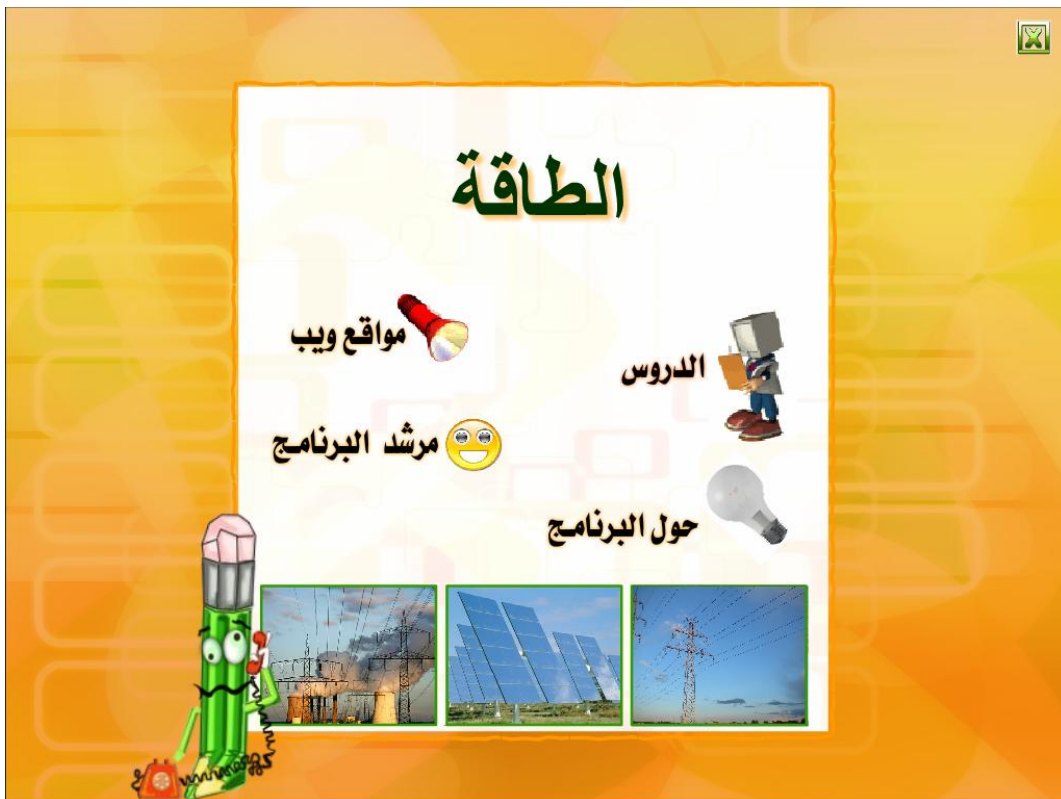 الطاقة
الدروس
مواقع ويب
مرشد البرنامج
حول البرنامج